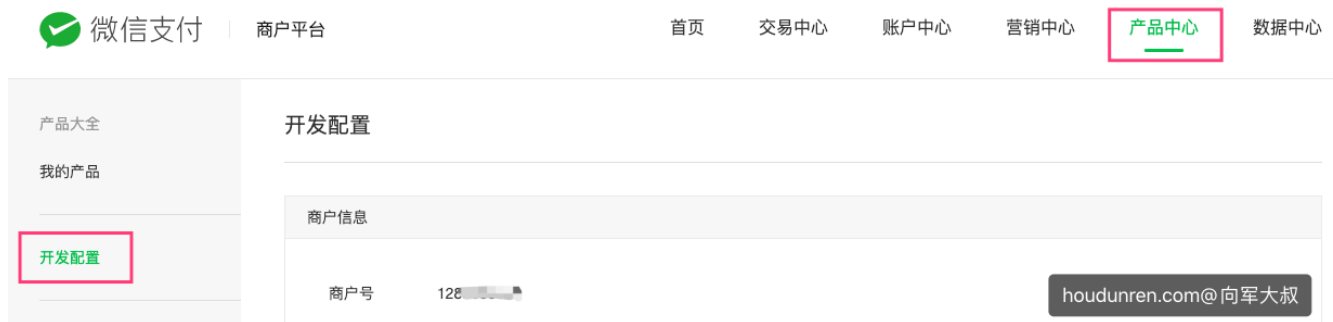 微信支付 商户平台 首页 交易中心 账户中心 营销中心 产品中心 数据中心
产品大全
开发配置
我的产品
商户信息
开发配置
商户号 128
houdunren.com@向军大叔